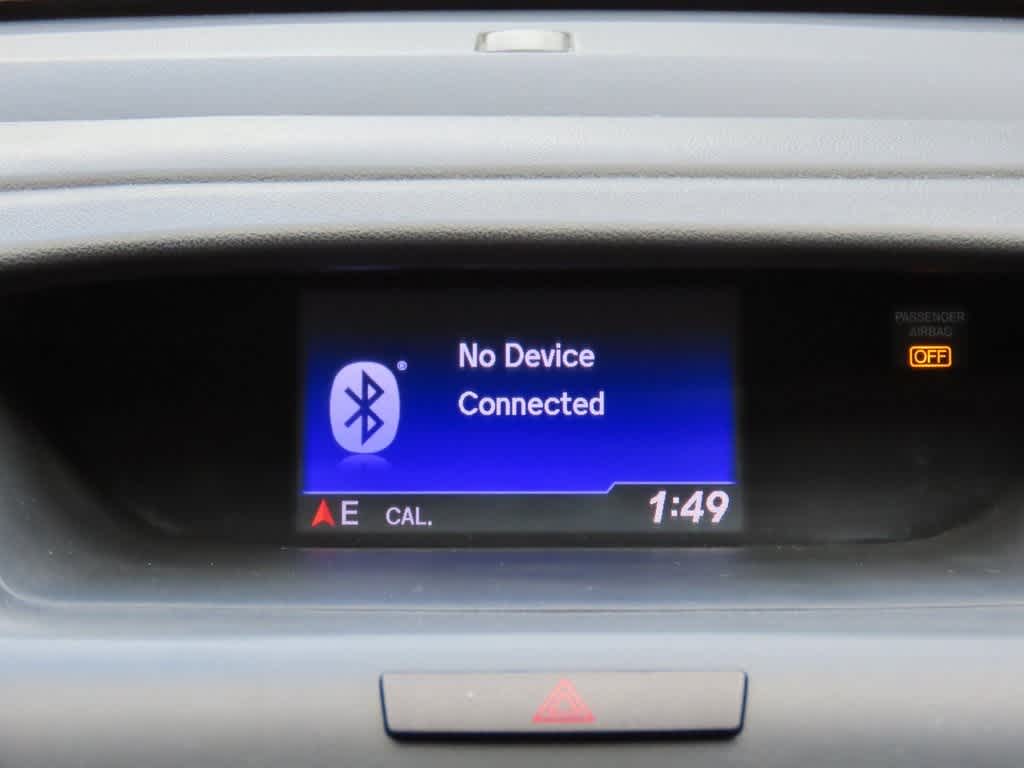 No Device
Connected
PASSENGER
AIRBAG
OFF
®
E CAL. 1:49